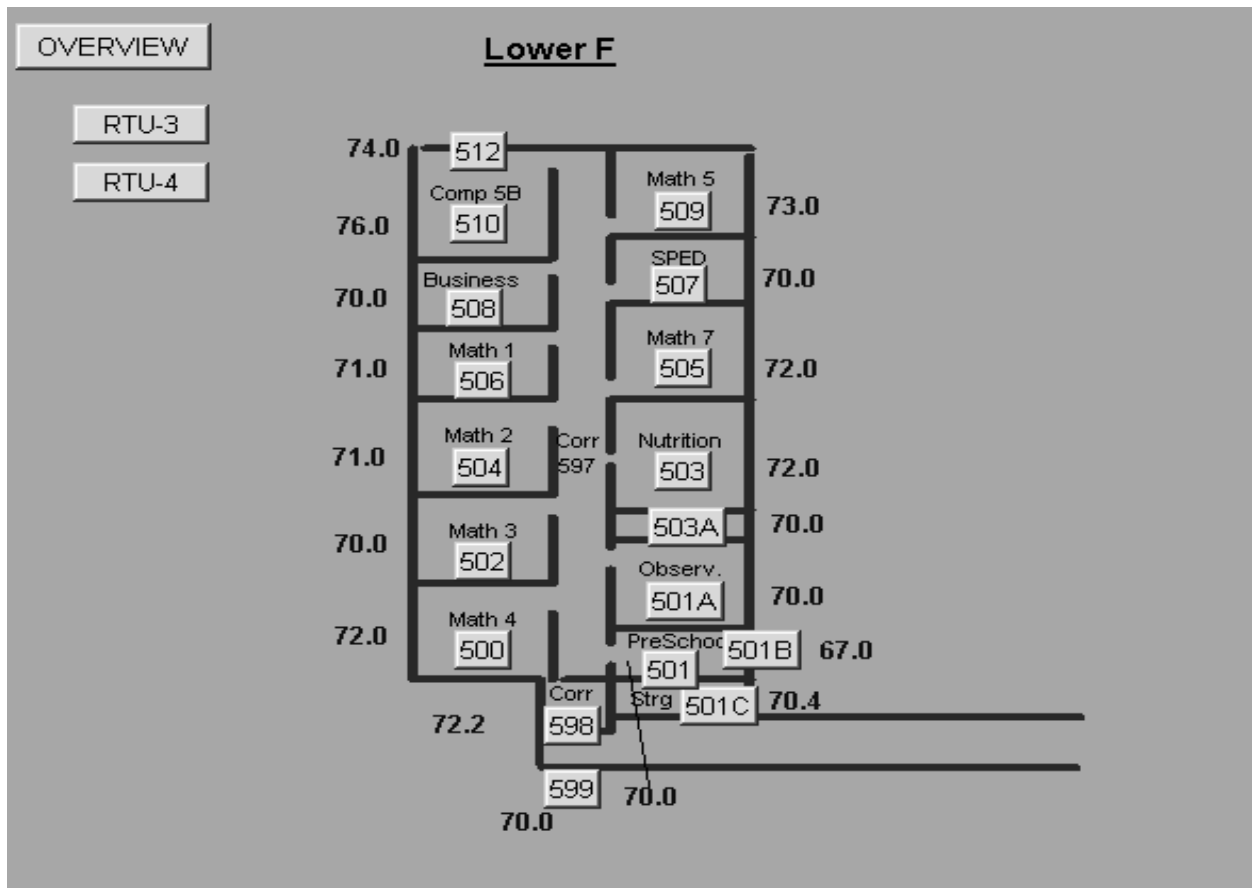 OVERVIEW
Lower F
RTU-3
RTU-4
74.0
512
Comp 5B
510
76.0
Math 5
509
73.0
SPED
507
70.0
Business
508
70.0
Math 1
506
71.0
Math 7
505
72.0
Math 2
504
71.0
Corr
597
Nutrition
503
72.0
503A
70.0
Math 3
502
70.0
Observ.
501A
70.0
Math 4
500
72.0
PreSchoo
501
501B
67.0
Corr
598
72.2
Strg
501C
70.4
599
70.0
70.0